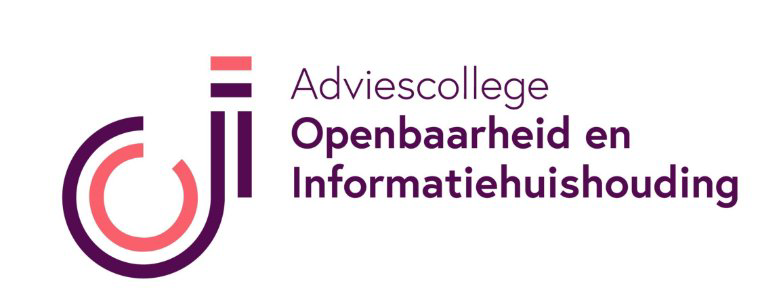 Adviescollege
Openbaarheid en
Informatiehuishouding